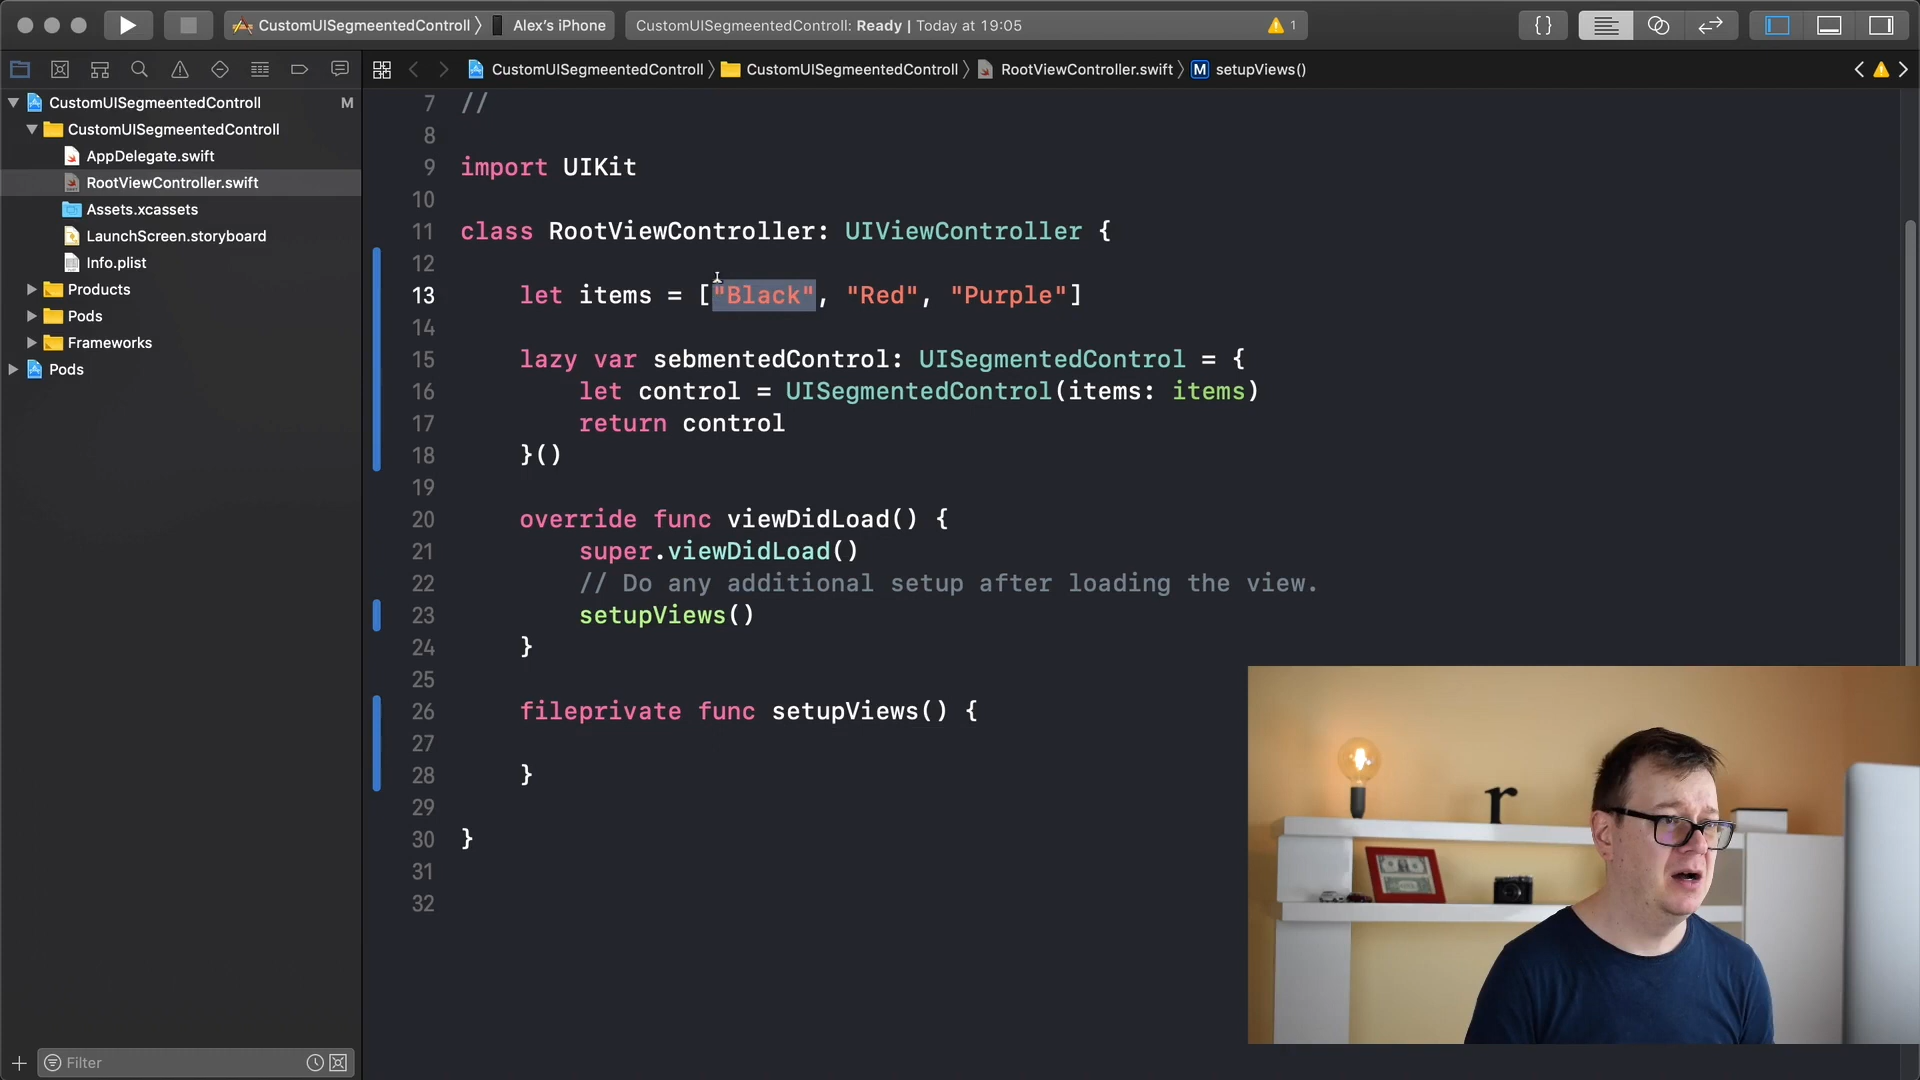 CustomUISegmeentedControll 〉 Alex's iPhone
CustomUISegmeentedControll: Ready | Today at 19:05
1
{}
CustomUISegmeentedControll 〉 CustomUISegmeentedControll 〉 RootViewController.swift 〉 M setupViews()
CustomUISegmeentedControll M
CustomUISegmeentedControll
AppDelegate.swift
RootViewController.swift
Assets.xcassets
LaunchScreen.storyboard
Info.plist
Products
Pods
Frameworks
Pods
Filter
7 //
8
9 import UIKit
10
11 class RootViewController: UIViewController {
12
13 let items = ["Black", "Red", "Purple"]
14
15 lazy var sebmentedControl: UISegmentedControl = {
16 let control = UISegmentedControl(items: items)
17 return control
18 }()
19
20 override func viewDidLoad() {
21 super.viewDidLoad()
22 // Do any additional setup after loading the view.
23 setupViews()
24 }
25
26 fileprivate func setupViews() {
27
28 }
29
30 }
31
32
r